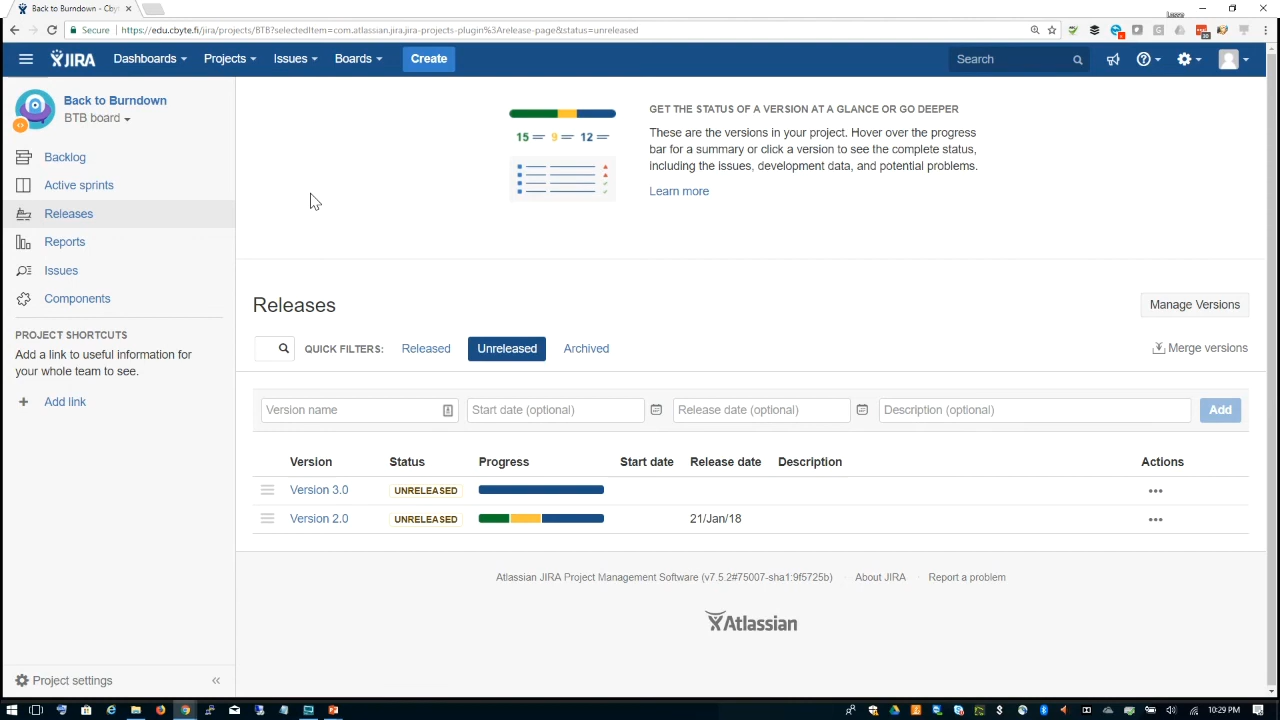 Back to Burndown - Cbyte
Secure
https://edu.cbyte.fi/jira/projects/BTB?selectedItem=com.atlassian.jira.jira-projects-plugin%3Arelease-page&status=unreleased
JIRA Dashboards Projects Issues Boards Create Search
Back to Burndown
BTB board
Backlog
Active sprints
Releases
Reports
Issues
Components
PROJECT SHORTCUTS
Add a link to useful information for
your whole team to see.
+ Add link
Project settings
15 9 12
GET THE STATUS OF A VERSION AT A GLANCE OR GO DEEPER
These are the versions in your project. Hover over the progress
bar for a summary or click a version to see the complete status,
including the issues, development data, and potential problems.
Learn more
Releases
Manage Versions
QUICK FILTERS: Released Unreleased Archived
Merge versions
Version name Start date (optional) Release date (optional) Description (optional) Add
Version Status Progress Start date Release date Description Actions
Version 3.0 UNRELEASED
Version 2.0 UNRELEASED 21/Jan/18
Atlassian JIRA Project Management Software (v7.5.2#75007-sha1:9f5725b) · About JIRA · Report a problem
Atlassian
10:29 PM